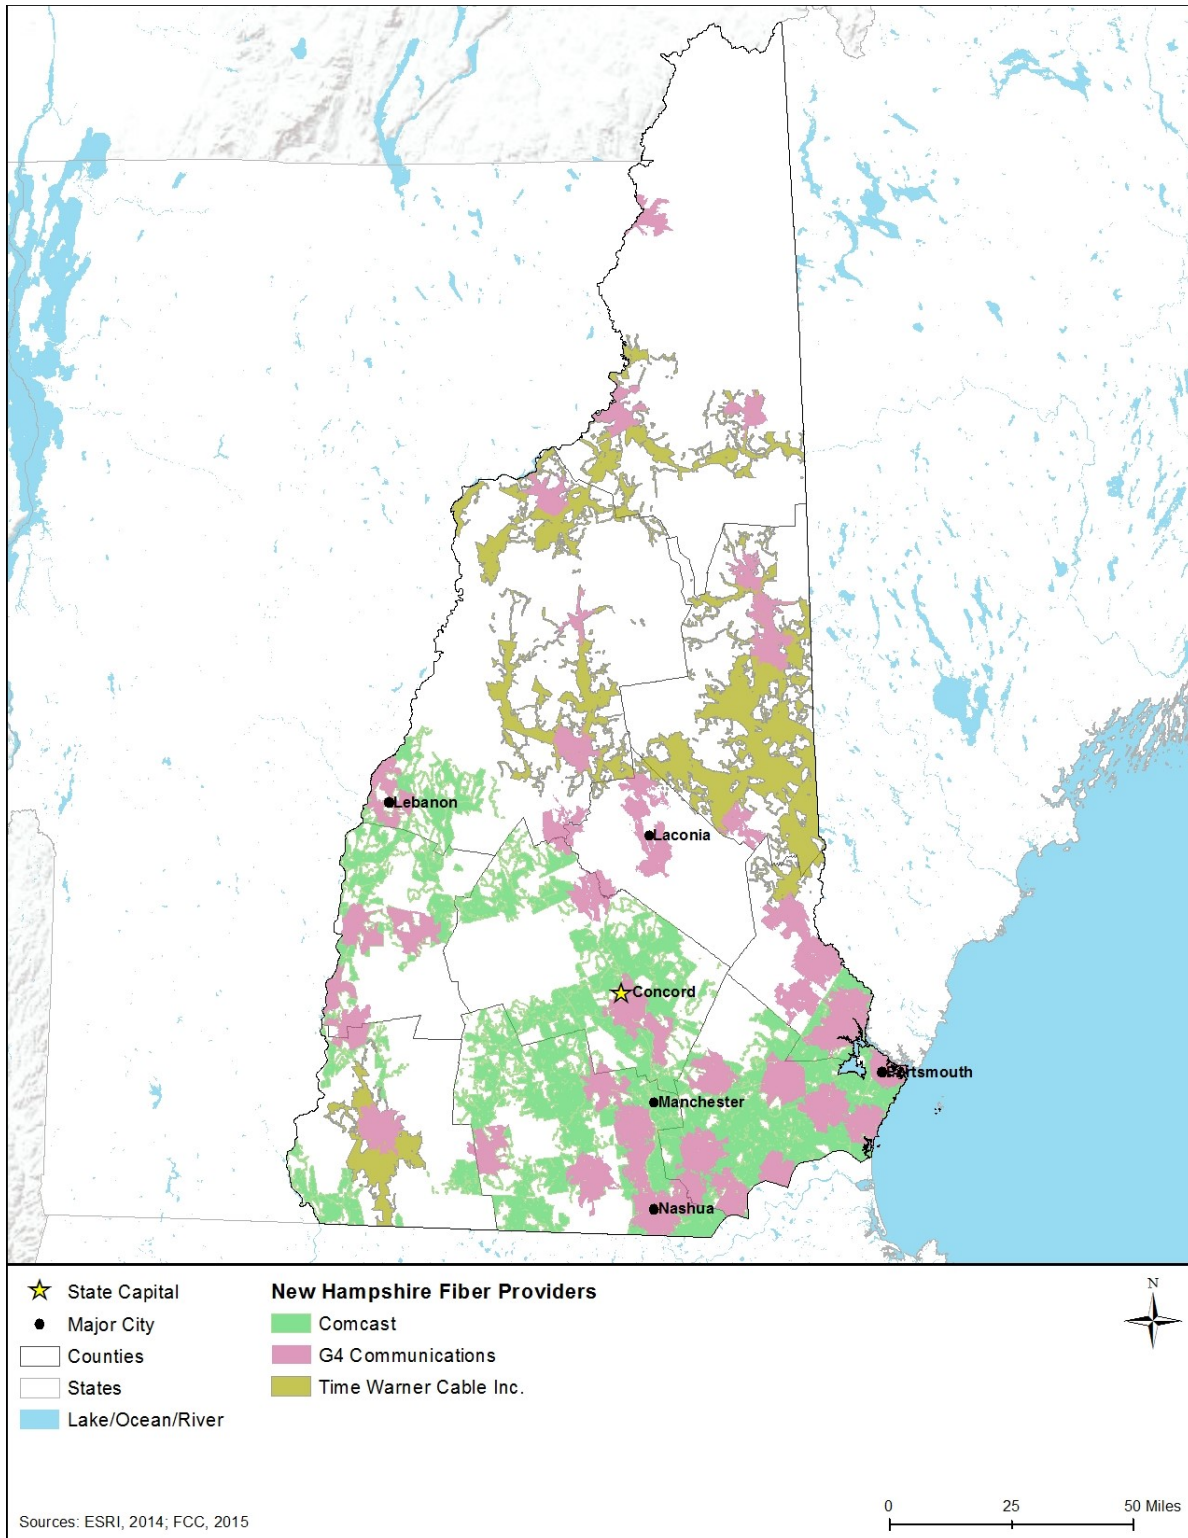 Lebanon
Laconia
Concord
Portsmouth
Manchester
Nashua
State Capital
Major City
Counties
States
Lake/Ocean/River
New Hampshire Fiber Providers
Comcast
G4 Communications
Time Warner Cable Inc.
N
0 25 50 Miles
Sources: ESRI, 2014; FCC, 2015